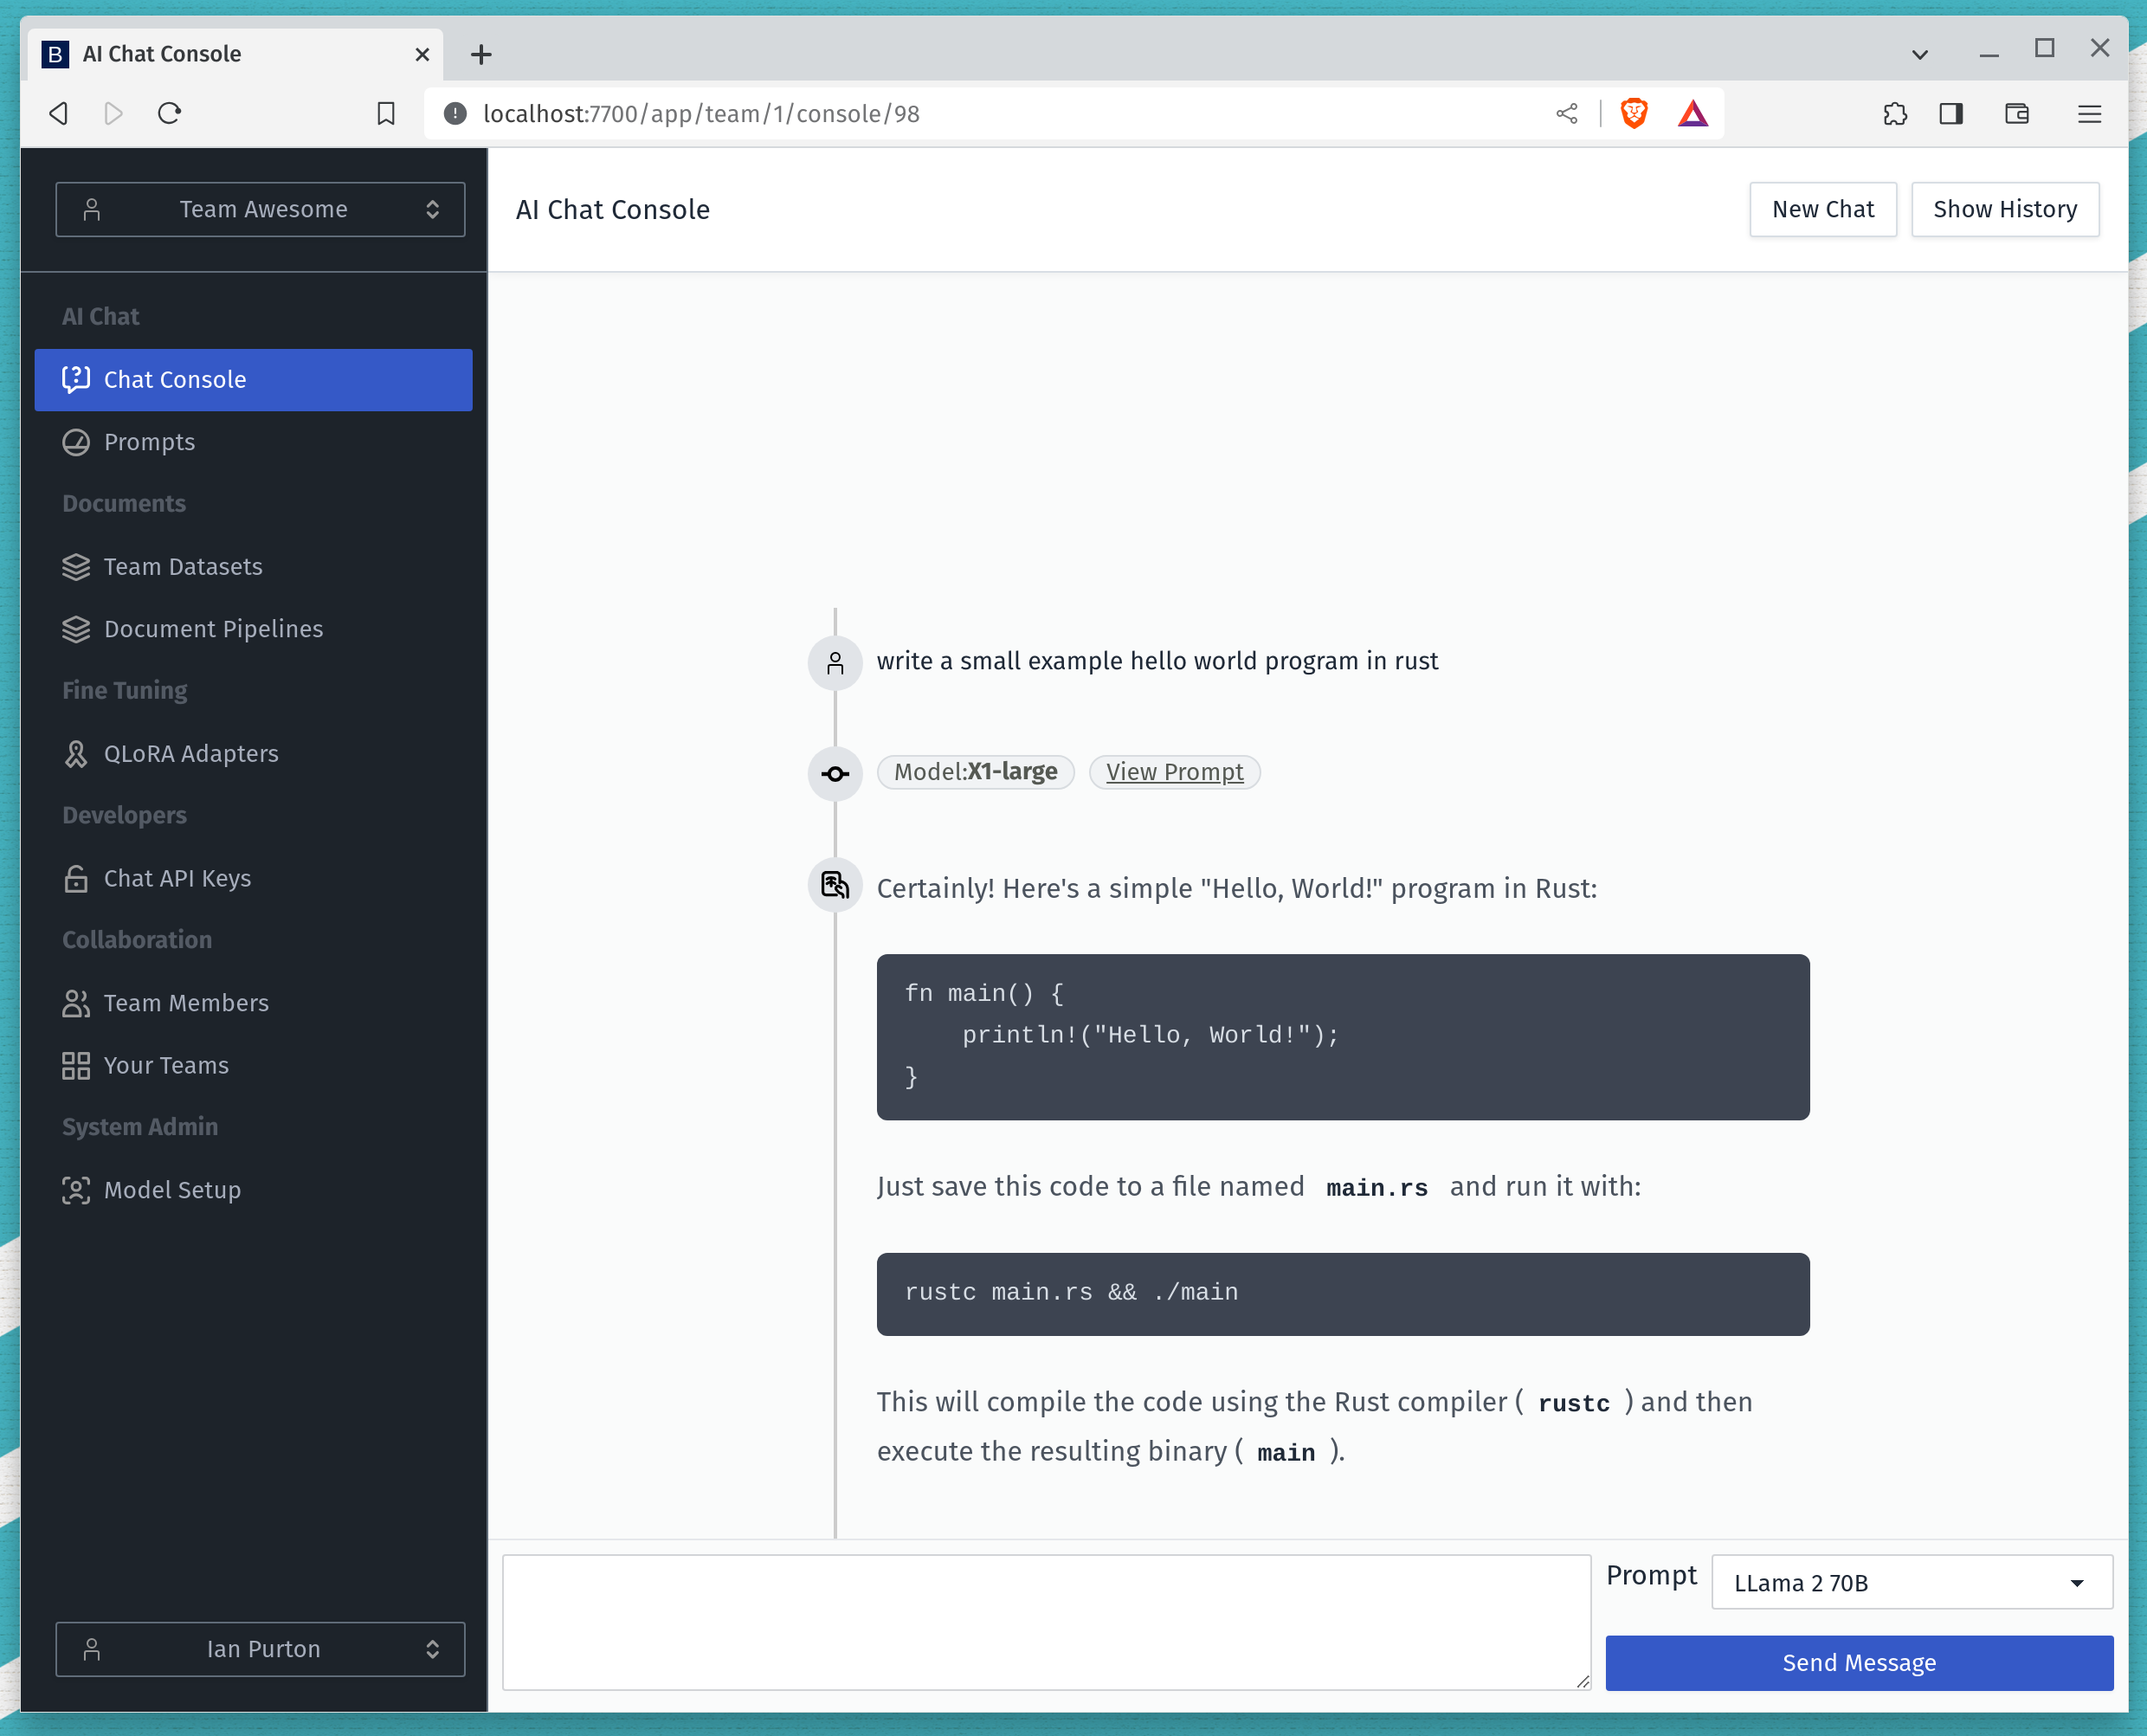 B AI Chat Console
localhost:7700/app/team/1/console/98
Team Awesome
AI Chat Console
New Chat
Show History
AI Chat
Chat Console
Prompts
Documents
Team Datasets
Document Pipelines
Fine Tuning
QLoRA Adapters
Developers
Chat API Keys
Collaboration
Team Members
Your Teams
System Admin
Model Setup
Ian Purton
write a small example hello world program in rust
Model:X1-large View Prompt
Certainly! Here's a simple "Hello, World!" program in Rust:
fn main() {
    println!("Hello, World!");
}
Just save this code to a file named main.rs and run it with:
rustc main.rs && ./main
This will compile the code using the Rust compiler ( rustc ) and then
execute the resulting binary ( main ).
Prompt
LLama 2 70B
Send Message